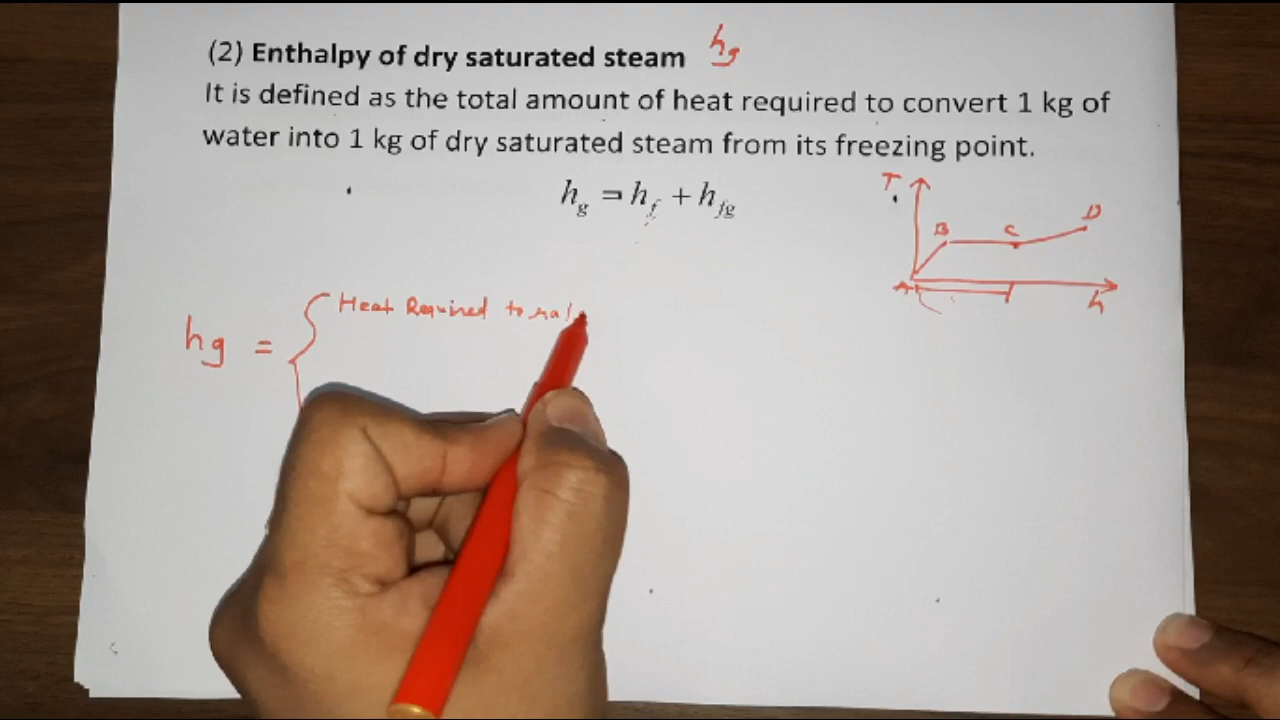 (2) Enthalpy of dry saturated steam hg
It is defined as the total amount of heat required to convert 1 kg of
water into 1 kg of dry saturated steam from its freezing point.
hg = hf + hfg
T
B C D
A
h
hg = { Heat Required to